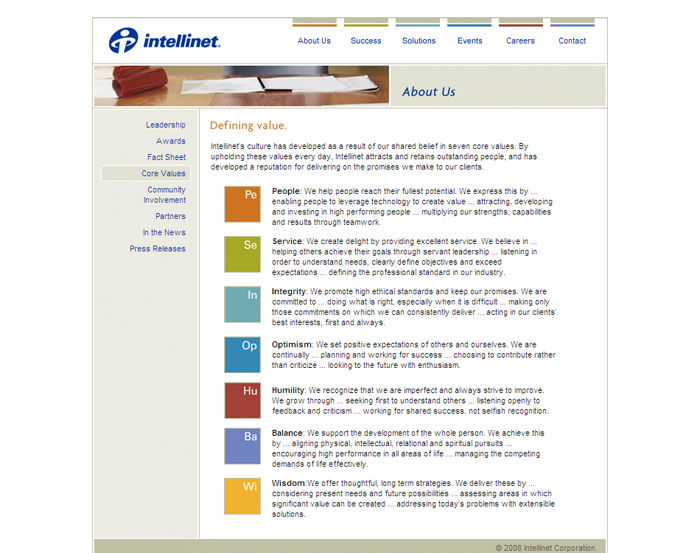 intellinet.
About Us
Success
Solutions
Events
Careers
Contact
About Us
Leadership
Awards
Fact Sheet
Core Values
Community
Involvement
Partners
In the News
Press Releases
Defining value.
Intellinet's culture has developed as a result of our shared belief in seven core values. By
upholding these values every day, Intellinet attracts and retains outstanding people, and has
developed a reputation for delivering on the promises we make to our clients.
Pe
People: We help people reach their fullest potential. We express this by ...
enabling people to leverage technology to create value ... attracting, developing
and investing in high performing people ... multiplying our strengths, capabilities
and results through teamwork.
Se
Service: We create delight by providing excellent service. We believe in ...
helping others achieve their goals through servant leadership ... listening in
order to understand needs, clearly define objectives and exceed
expectations ... defining the professional standard in our industry.
In
Integrity: We promote high ethical standards and keep our promises. We are
committed to ... doing what is right, especially when it is difficult ... making only
those commitments on which we can consistently deliver ... acting in our clients'
best interests, first and always.
Op
Optimism: We set positive expectations of others and ourselves. We are
continually ... planning and working for success ... choosing to contribute rather
than criticize ... looking to the future with enthusiasm.
Hu
Humility: We recognize that we are imperfect and always strive to improve.
We grow through ... seeking first to understand others ... listening openly to
feedback and criticism ... working for shared success, not selfish recognition.
Ba
Balance: We support the development of the whole person. We achieve this
by ... aligning physical, intellectual, relational and spiritual pursuits ...
encouraging high performance in all areas of life ... managing the competing
demands of life effectively.
Wi
Wisdom:We offer thoughtful, long term strategies. We deliver these by ...
considering present needs and future possibilities ... assessing areas in which
significant value can be created ... addressing today's problems with extensible
solutions.
© 2008 Intellinet Corporation.